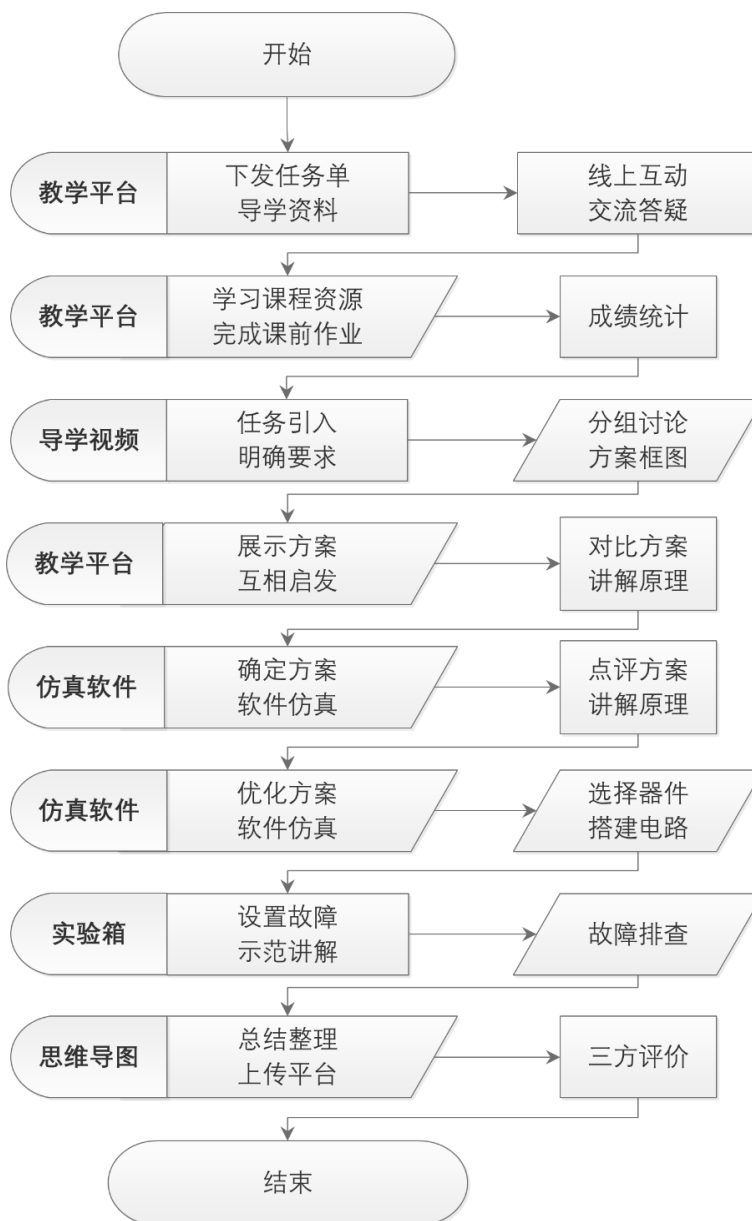 开始
教学平台
下发任务单
导学资料
线上互动
交流答疑
教学平台
学习课程资源
完成课前作业
成绩统计
导学视频
任务引入
明确要求
分组讨论
方案框图
教学平台
展示方案
互相启发
对比方案
讲解原理
仿真软件
确定方案
软件仿真
点评方案
讲解原理
仿真软件
优化方案
软件仿真
选择器件
搭建电路
实验箱
设置故障
示范讲解
故障排查
思维导图
总结整理
上传平台
三方评价
结束